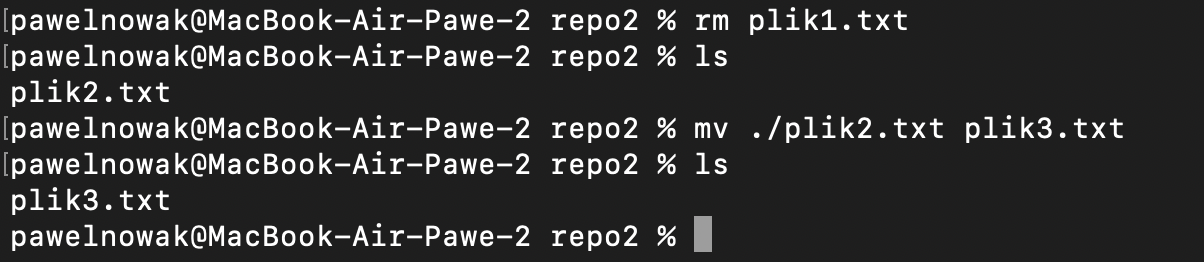 [pawelnowak@MacBook-Air-Pawe-2 repo2 % rm plik1.txt
[pawelnowak@MacBook-Air-Pawe-2 repo2 % ls
plik2.txt
[pawelnowak@MacBook-Air-Pawe-2 repo2 % mv ./plik2.txt plik3.txt
[pawelnowak@MacBook-Air-Pawe-2 repo2 % ls
plik3.txt
pawelnowak@MacBook-Air-Pawe-2 repo2 %